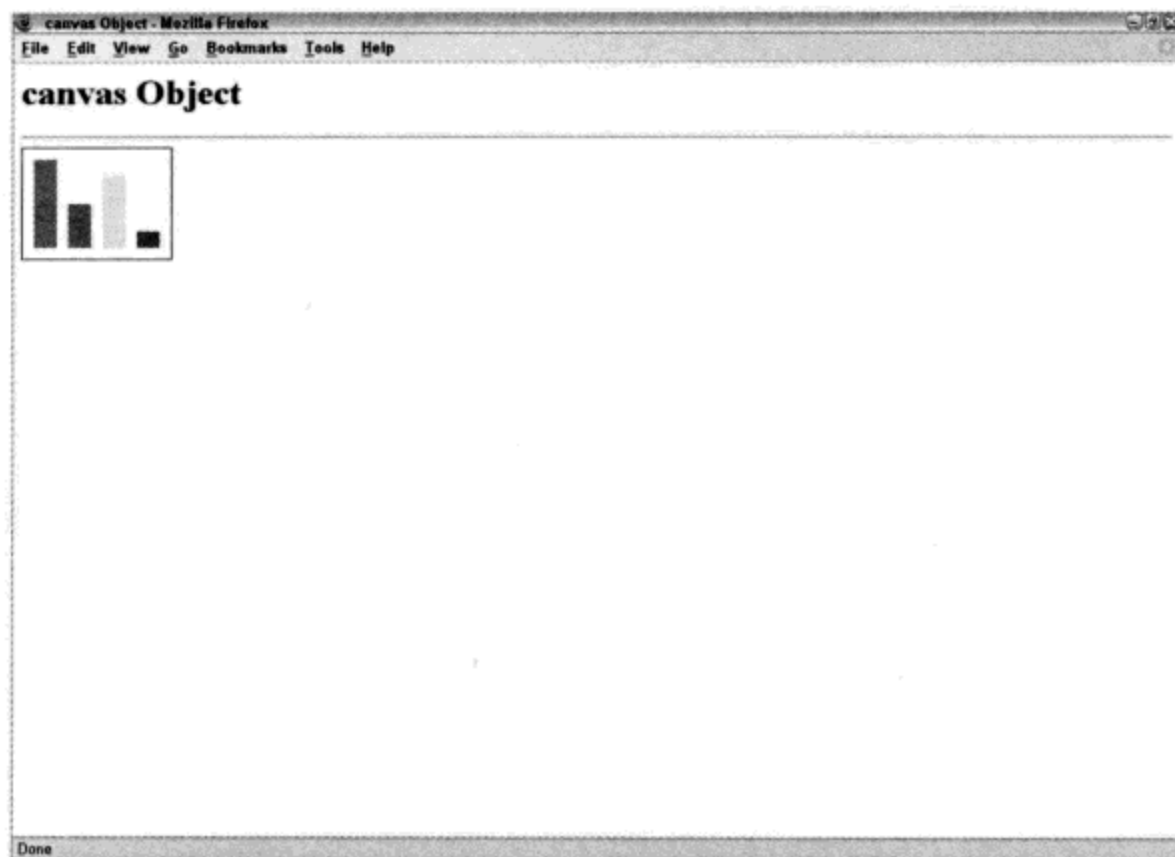 canvas Object - Mozilla Firefox
File Edit View Go Bookmarks Tools Help
canvas Object
Done